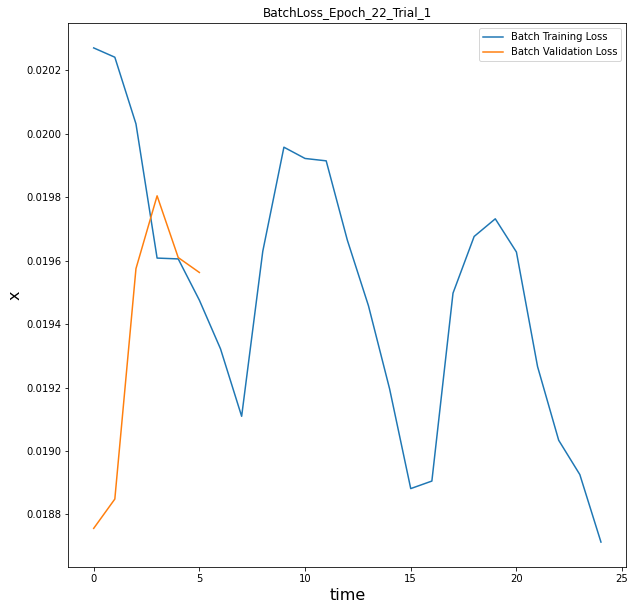 BatchLoss_Epoch_22_Trial_1
Batch Training Loss
Batch Validation Loss
0.0202
0.0200
0.0198
0.0196
0.0194
0.0192
0.0190
0.0188
x
0 5 10 15 20 25
time